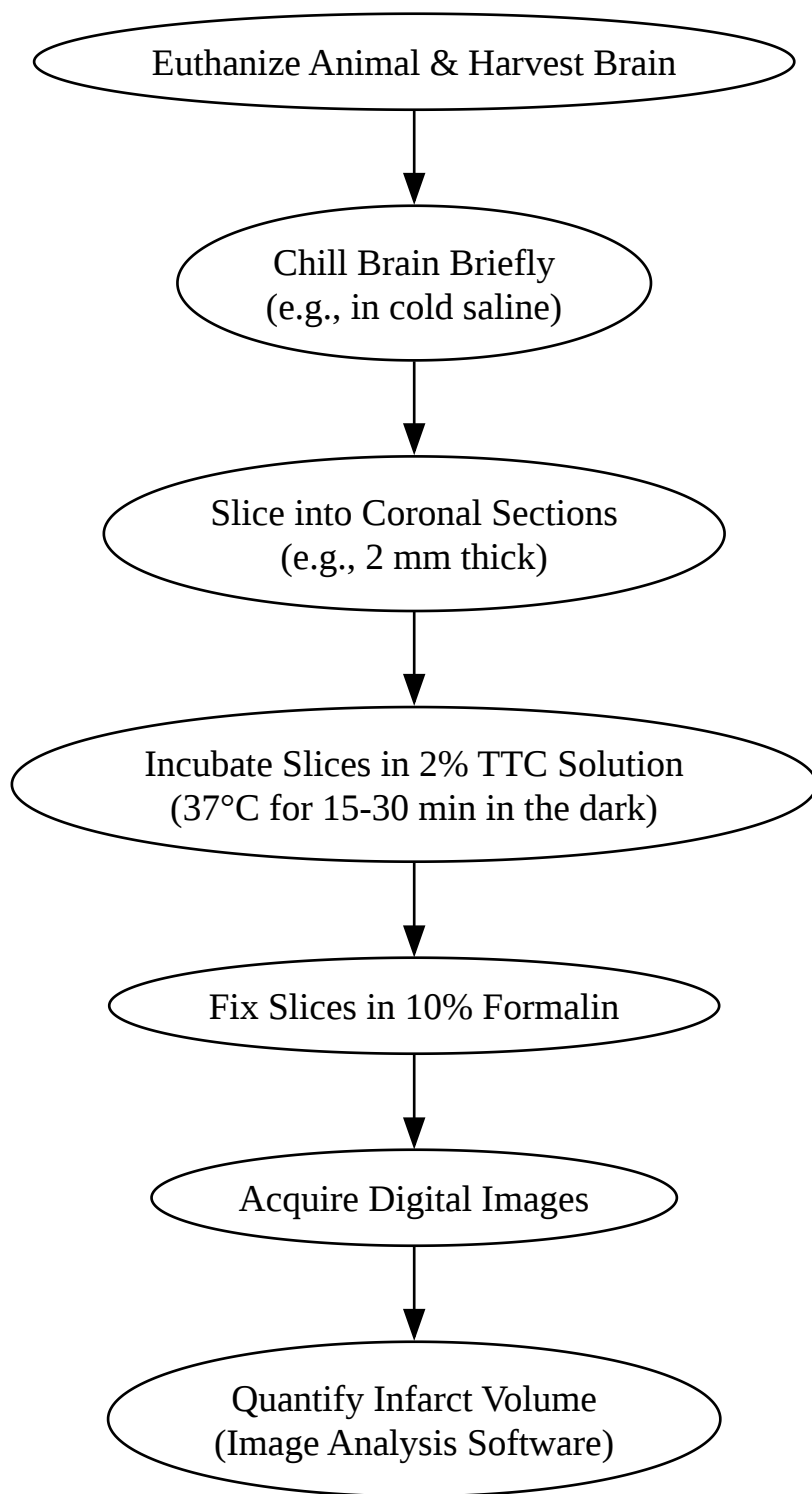 Euthanize Animal & Harvest Brain
Chill Brain Briefly
(e.g., in cold saline)
Slice into Coronal Sections
(e.g., 2 mm thick)
Incubate Slices in 2% TTC Solution
(37°C for 15-30 min in the dark)
Fix Slices in 10% Formalin
Acquire Digital Images
Quantify Infarct Volume
(Image Analysis Software)